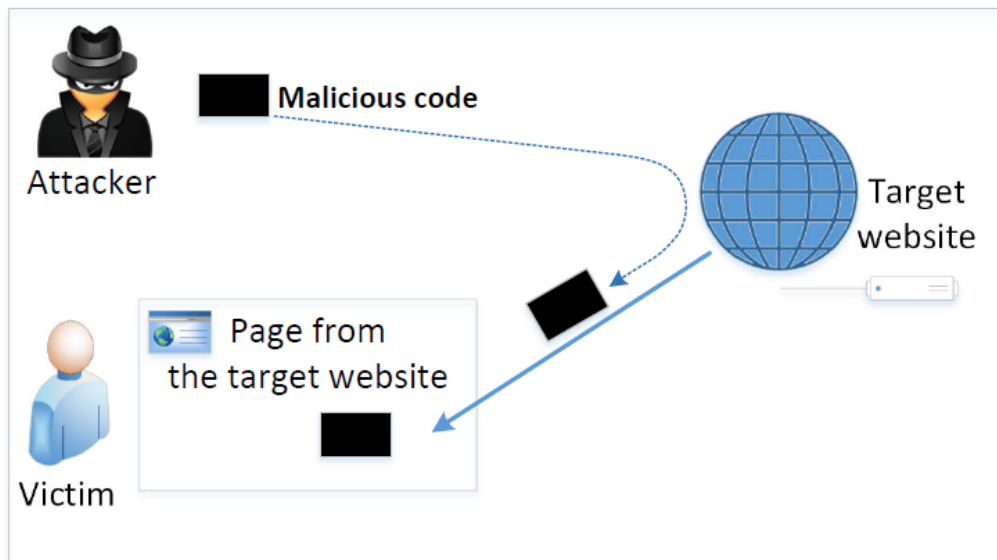 Malicious code
Attacker
Target
website
Page from
the target website
Victim